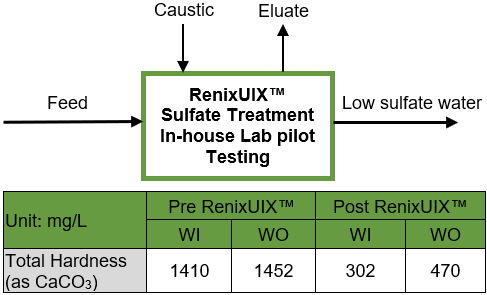 Caustic
Eluate
RenixUIX™
Sulfate Treatment
In-house Lab pilot
Testing
Feed
Low sulfate water
Unit: mg/L
Pre RenixUIX™
Post RenixUIX™
WI
WO
WI
WO
Total Hardness
(as CaCO₃)
1410
1452
302
470